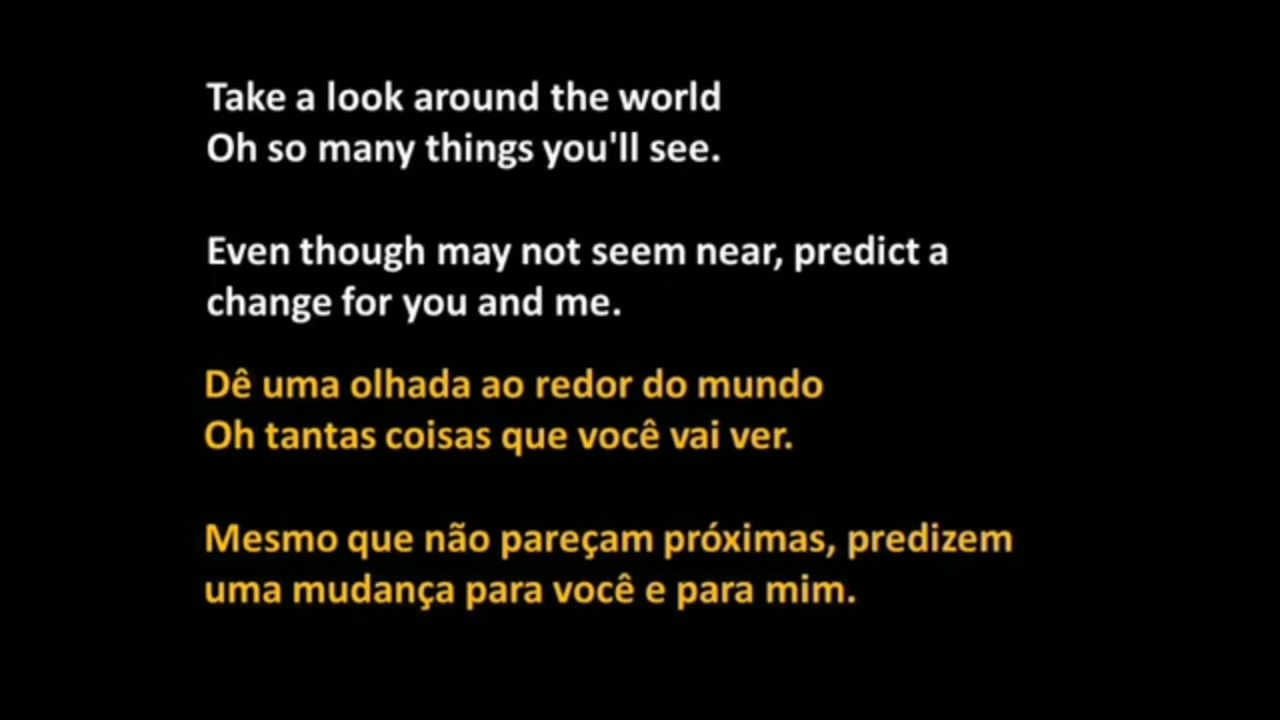 Take a look around the world
Oh so many things you'll see.
Even though may not seem near, predict a
change for you and me.
Dê uma olhada ao redor do mundo
Oh tantas coisas que você vai ver.
Mesmo que não pareçam próximas, predizem
uma mudança para você e para mim.